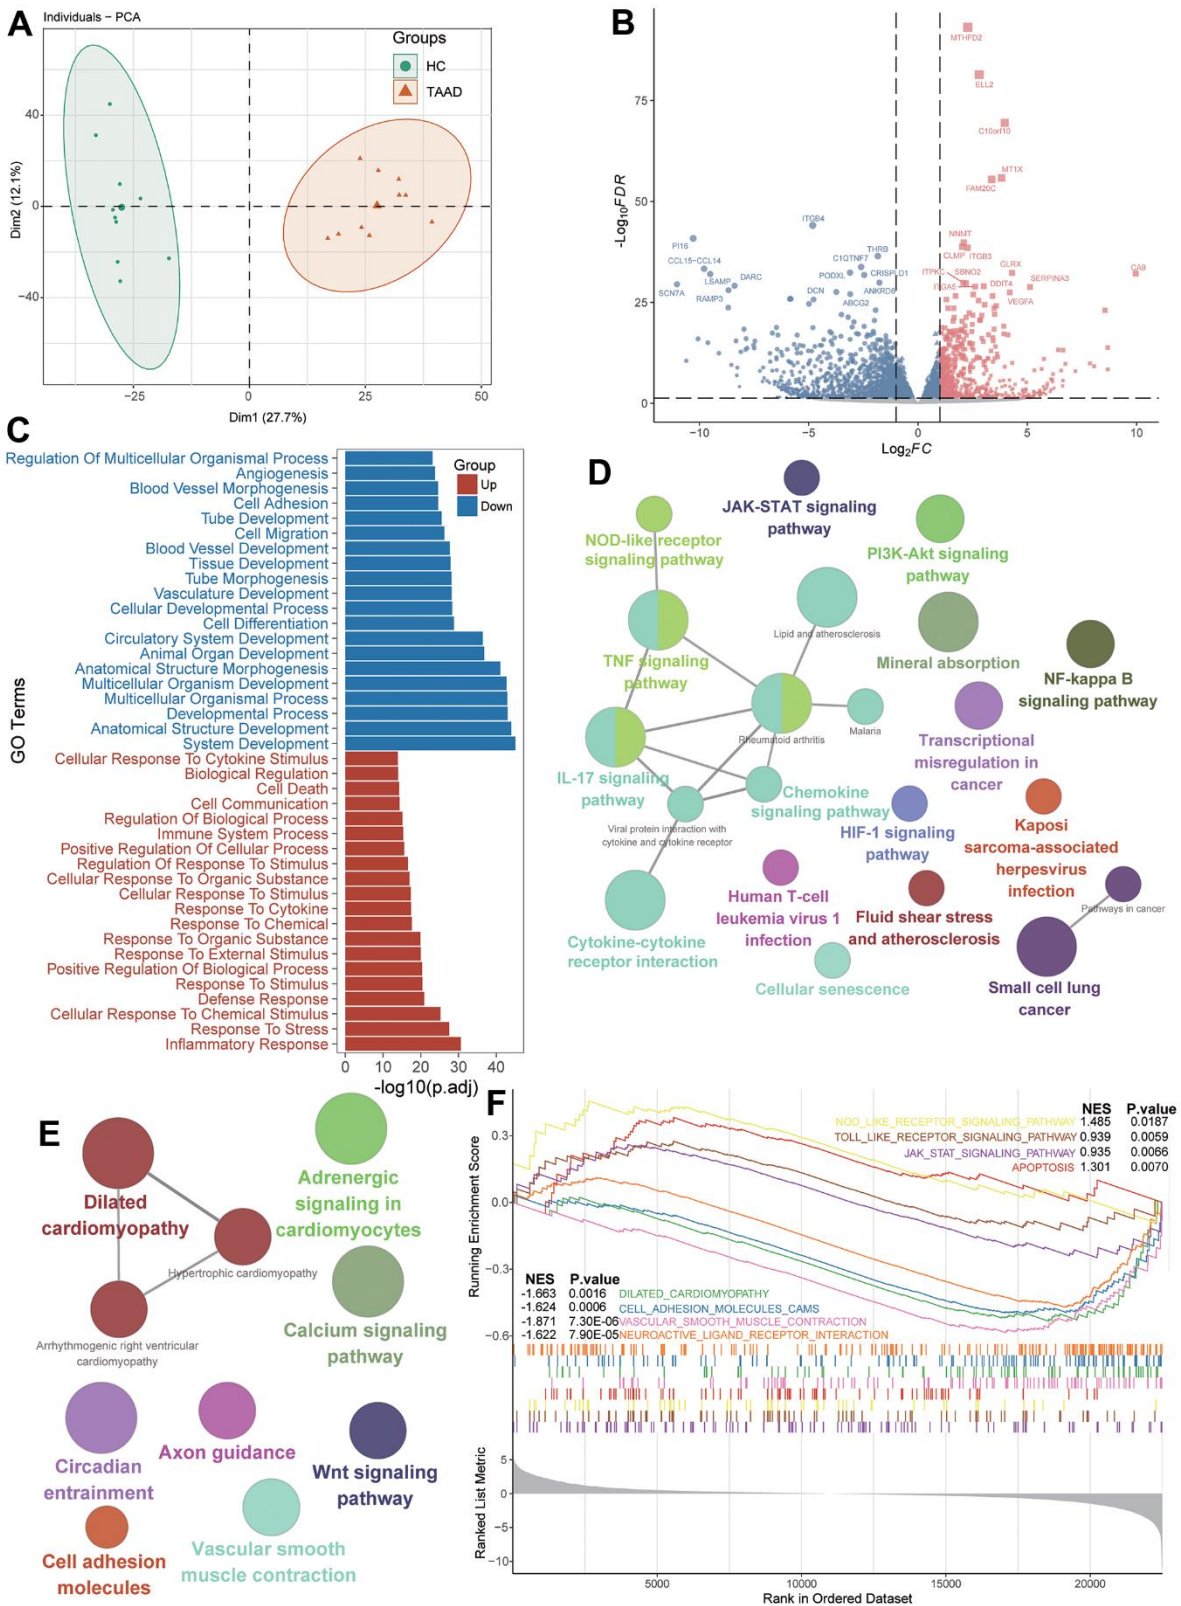 A
Individuals – PCA
Groups
HC
TAAD
40
0
−40
Dim2 (12.1%)
−25
0
25
50
Dim1 (27.7%)
B
MTHFD2
ELL2
C10orf10
MT1X
FAM20C
ITGB4
PI16
THRB
NNMT
CCL15−CCL14
C1QTNF7
CLMP
ITGB3
LSAMP
DARC
PODXL
CRISPLD1
ITPKC
SBNO2
GLRX
CA9
SCN7A
DCN
ANKRD6
ITGA5
DDIT4
SERPINA3
RAMP3
ABCG2
VEGFA
75
50
25
0
-Log10FDR
−10
−5
0
5
10
Log2FC
C
Group
Up
Down
Regulation Of Multicellular Organismal Process
Angiogenesis
Blood Vessel Morphogenesis
Cell Adhesion
Tube Development
Cell Migration
Blood Vessel Development
Tissue Development
Tube Morphogenesis
Vasculature Development
Cellular Developmental Process
Cell Differentiation
Circulatory System Development
Animal Organ Development
Anatomical Structure Morphogenesis
Multicellular Organism Development
Multicellular Organismal Process
Developmental Process
Anatomical Structure Development
System Development
Cellular Response To Cytokine Stimulus
Biological Regulation
Cell Death
Cell Communication
Regulation Of Biological Process
Immune System Process
Positive Regulation Of Cellular Process
Regulation Of Response To Stimulus
Cellular Response To Organic Substance
Cellular Response To Stimulus
Response To Cytokine
Response To Chemical
Response To Organic Substance
Response To External Stimulus
Positive Regulation Of Biological Process
Response To Stimulus
Defense Response
Cellular Response To Chemical Stimulus
Response To Stress
Inflammatory Response
GO Terms
0
10
20
30
40
-log10(p.adj)
D
JAK-STAT signaling
pathway
NOD-like receptor
signaling pathway
PI3K-Akt signaling
pathway
Lipid and atherosclerosis
TNF signaling
pathway
Mineral absorption
NF-kappa B
signaling pathway
Rheumatoid arthritis
Malaria
Transcriptional
misregulation in
cancer
IL-17 signaling
pathway
Chemokine
signaling pathway
Viral protein interaction with
cytokine and cytokine receptor
HIF-1 signaling
pathway
Kaposi
sarcoma-associated
herpesvirus
infection
Human T-cell
leukemia virus 1
infection
Fluid shear stress
and atherosclerosis
Pathways in cancer
Cytokine-cytokine
receptor interaction
Cellular senescence
Small cell lung
cancer
E
Dilated
cardiomyopathy
Adrenergic
signaling in
cardiomyocytes
Hypertrophic cardiomyopathy
Arrhythmogenic right ventricular
cardiomyopathy
Calcium signaling
pathway
Circadian
entrainment
Axon guidance
Wnt signaling
pathway
Cell adhesion
molecules
Vascular smooth
muscle contraction
F
NES P.value
NOD_LIKE_RECEPTOR_SIGNALING_PATHWAY 1.485 0.0187
TOLL_LIKE_RECEPTOR_SIGNALING_PATHWAY 0.939 0.0059
JAK_STAT_SIGNALING_PATHWAY 0.935 0.0066
APOPTOSIS 1.301 0.0070
0.3
0.0
−0.3
−0.6
Running Enrichment Score
NES P.value
-1.663 0.0016 DILATED_CARDIOMYOPATHY
-1.624 0.0006 CELL_ADHESION_MOLECULES_CAMS
-1.871 7.30E-06 VASCULAR_SMOOTH_MUSCLE_CONTRACTION
-1.622 7.90E-05 NEUROACTIVE_LIGAND_RECEPTOR_INTERACTION
5
0
−5
−10
Ranked List Metric
5000
10000
15000
20000
Rank in Ordered Dataset